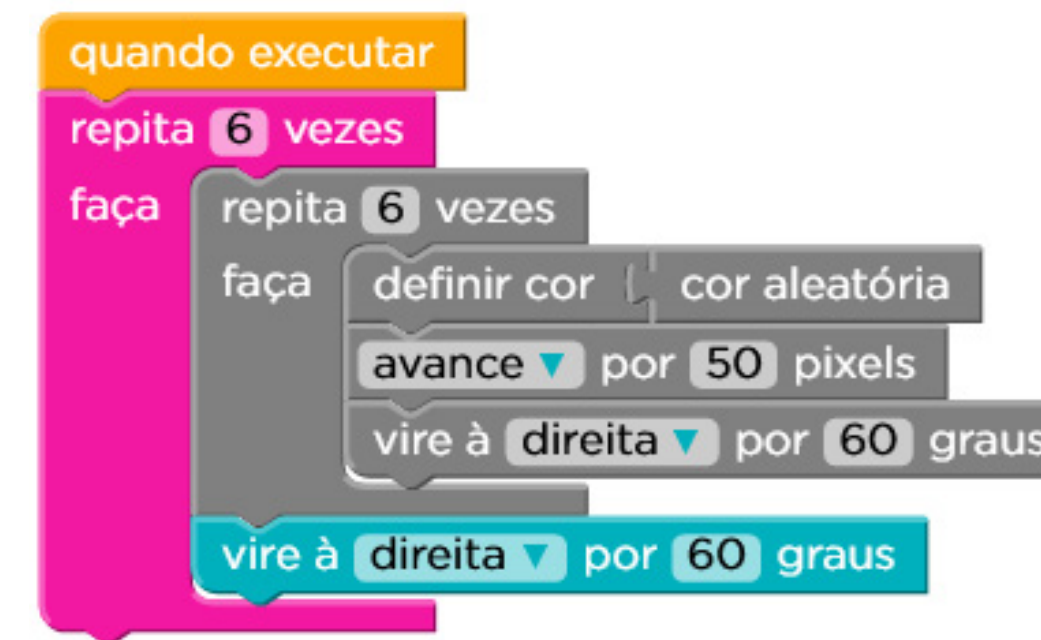 quando executar
repita 6 vezes
faça repita 6 vezes
faça definir cor cor aleatória
avance por 50 pixels
vire à direita por 60 graus
vire à direita por 60 graus